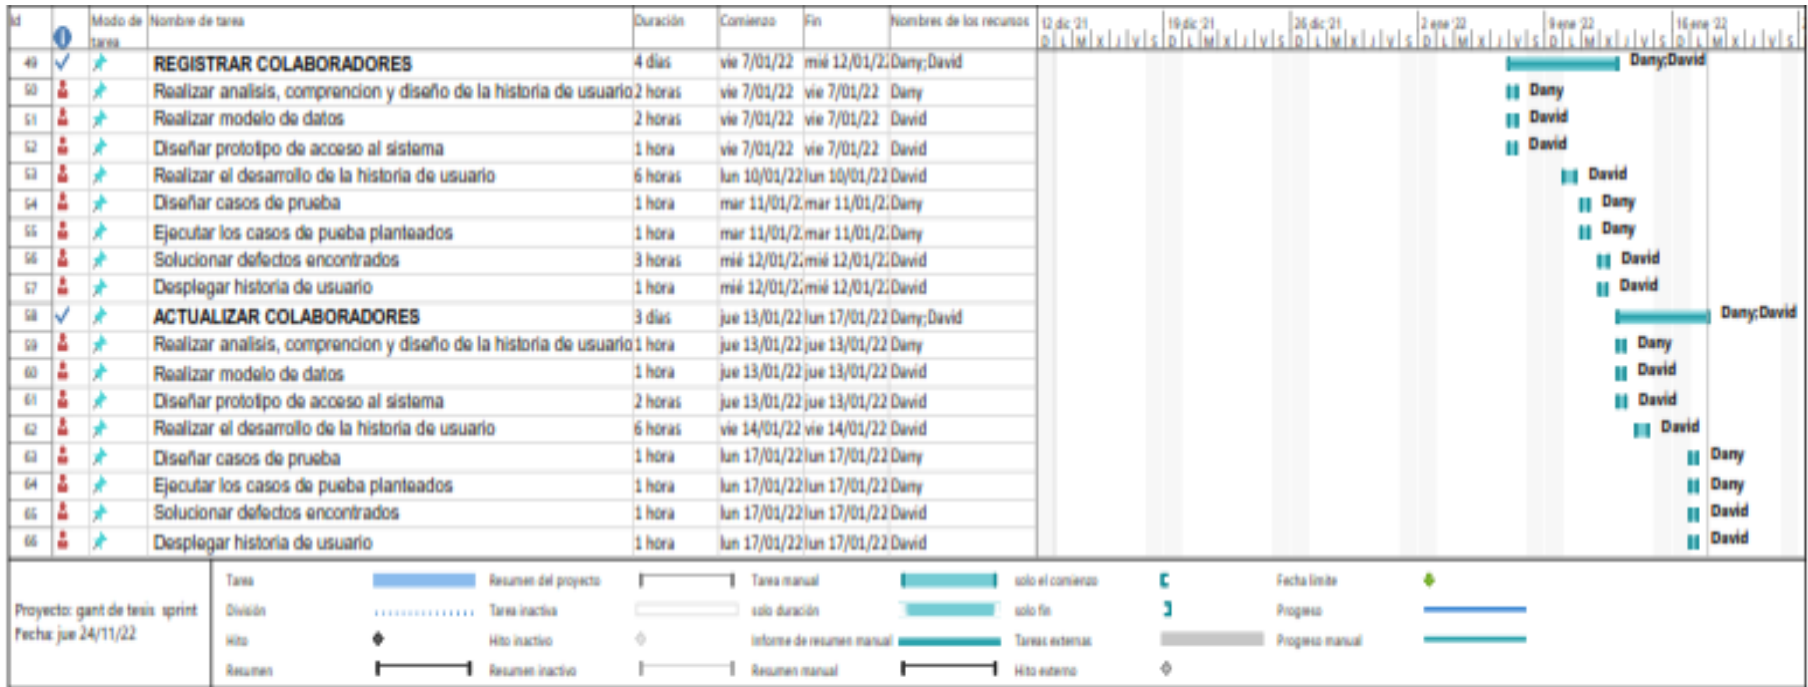 Id Modo de tarea Nombre de tarea Duración Comienzo Fin Nombres de los recursos 12 dic '21 19 dic '21 26 dic '21 2 ene '22 9 ene '22 16 ene '22
D L M X J V S D L M X J V S D L M X J V S D L M X J V S D L M X J V S D L M X J V S
49 REGISTRAR COLABORADORES 4 días vie 7/01/22 mié 12/01/2 Dany;David Dany;David
50 Realizar analisis, comprencion y diseño de la historia de usuario 2 horas vie 7/01/22 vie 7/01/22 Dany Dany
51 Realizar modelo de datos 2 horas vie 7/01/22 vie 7/01/22 David David
52 Diseñar prototipo de acceso al sistema 1 hora vie 7/01/22 vie 7/01/22 David David
53 Realizar el desarrollo de la historia de usuario 6 horas lun 10/01/22 lun 10/01/22 David David
54 Diseñar casos de prueba 1 hora mar 11/01/2 mar 11/01/2 Dany Dany
55 Ejecutar los casos de pueba planteados 1 hora mar 11/01/2 mar 11/01/2 Dany Dany
56 Solucionar defectos encontrados 3 horas mié 12/01/2 mié 12/01/2 David David
57 Desplegar historia de usuario 1 hora mié 12/01/2 mié 12/01/2 David David
58 ACTUALIZAR COLABORADORES 3 días jue 13/01/22 lun 17/01/22 Dany;David Dany;David
59 Realizar analisis, comprencion y diseño de la historia de usuario 1 hora jue 13/01/22 jue 13/01/22 Dany Dany
60 Realizar modelo de datos 1 hora jue 13/01/22 jue 13/01/22 David David
61 Diseñar prototipo de acceso al sistema 2 horas jue 13/01/22 jue 13/01/22 David David
62 Realizar el desarrollo de la historia de usuario 6 horas vie 14/01/22 vie 14/01/22 David David
63 Diseñar casos de prueba 1 hora lun 17/01/22 lun 17/01/22 Dany Dany
64 Ejecutar los casos de pueba planteados 1 hora lun 17/01/22 lun 17/01/22 Dany Dany
65 Solucionar defectos encontrados 1 hora lun 17/01/22 lun 17/01/22 David David
66 Desplegar historia de usuario 1 hora lun 17/01/22 lun 17/01/22 David David
Proyecto: gant de tesis sprint
Fecha: jue 24/11/22
Tarea Resumen del proyecto Tarea manual solo el comienzo Fecha límite
División Tarea inactiva solo duración solo fin Progreso
Hito Hito inactivo Informe de resumen manual Tareas externas Progreso manual
Resumen Resumen inactivo Resumen manual Hito externo